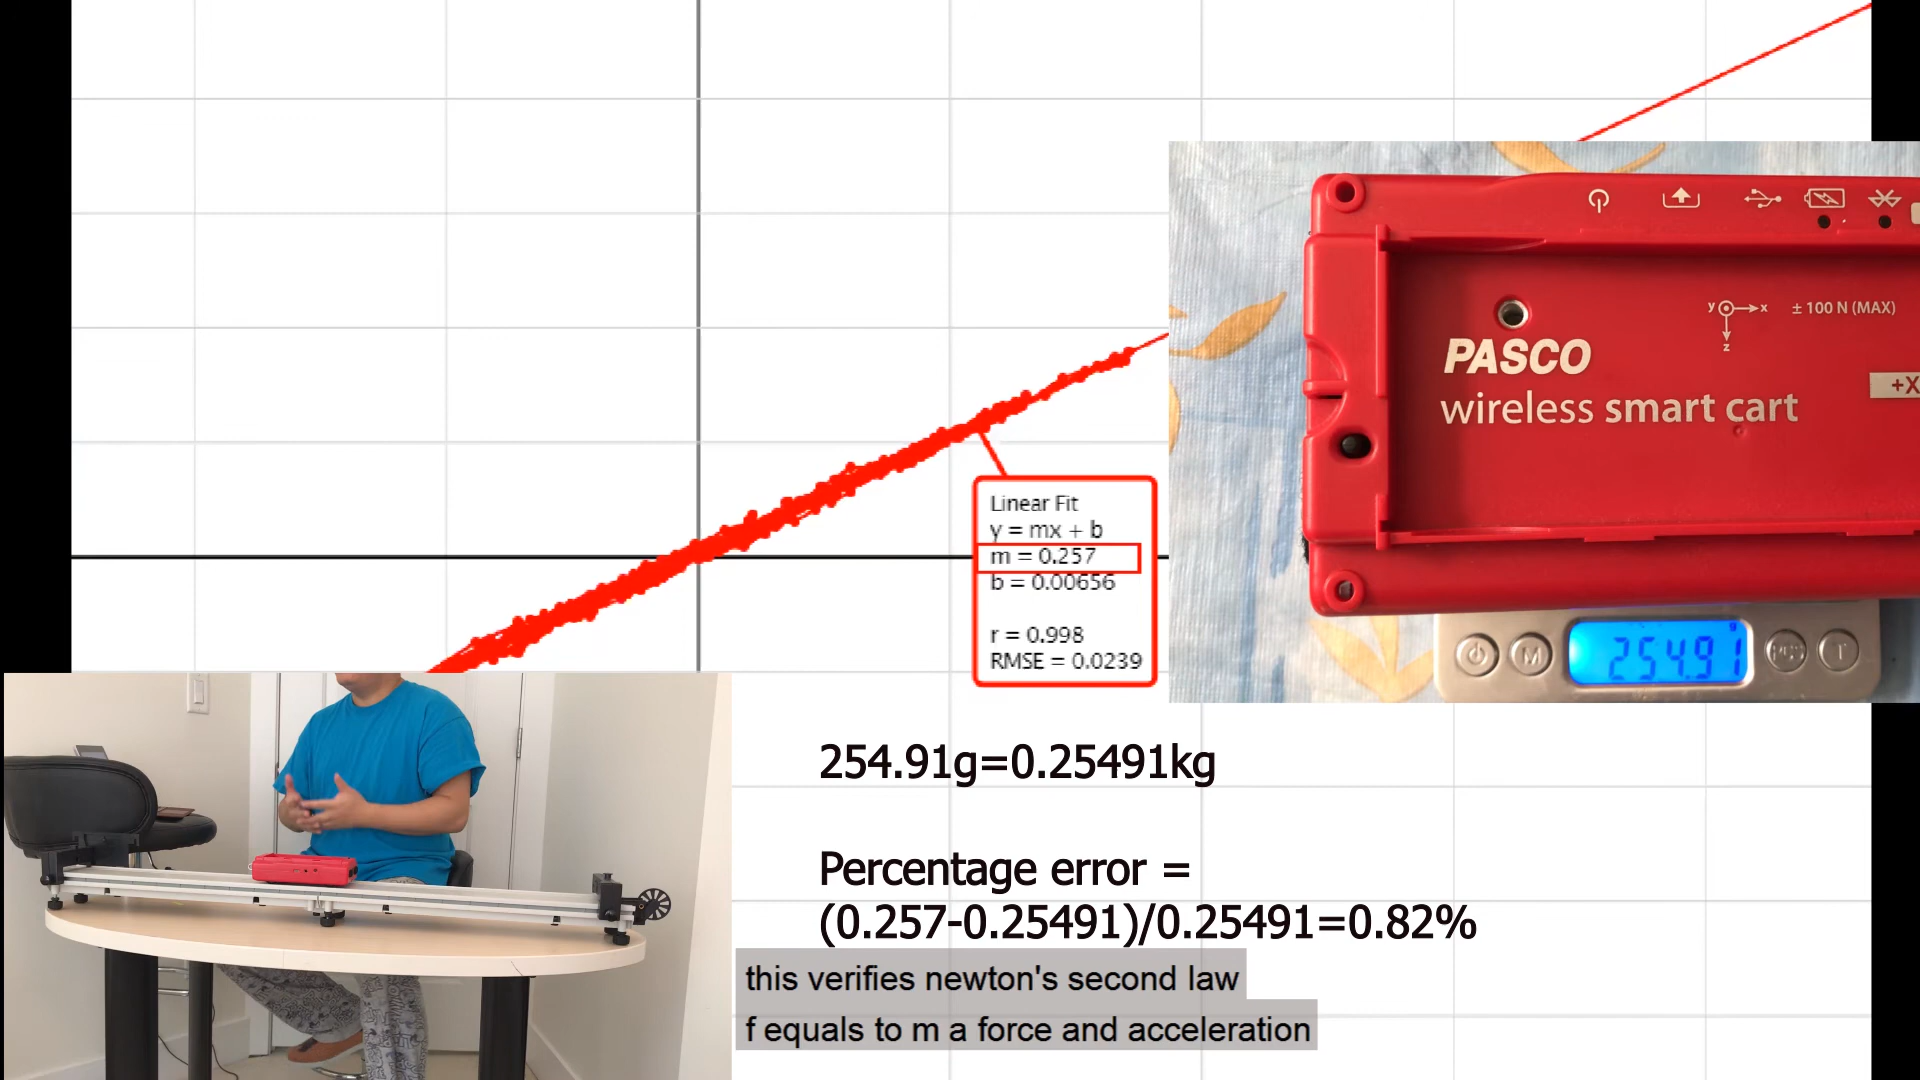 y x ± 100 N (MAX)
z
PASCO
+X
wireless smart cart
Linear Fit
y = mx + b
m = 0.257
b = 0.00656
r = 0.998
RMSE = 0.0239
g
M 254.91 PCS T
254.91g=0.25491kg
Percentage error =
(0.257-0.25491)/0.25491=0.82%
this verifies newton's second law
f equals to m a force and acceleration